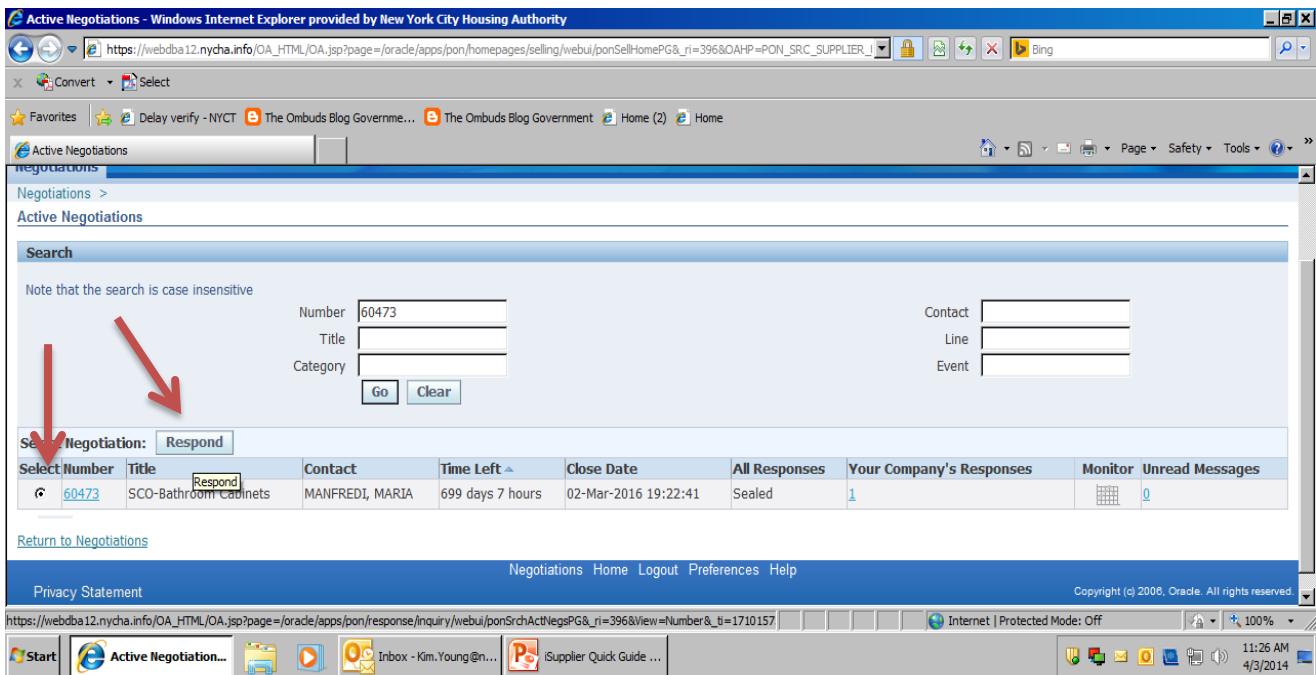 Active Negotiations - Windows Internet Explorer provided by New York City Housing Authority
https://webdba12.nycha.info/OA_HTML/OA.jsp?page=/oracle/apps/pon/homepages/selling/webui/ponSellHomePG&_ri=396&OAHP=PON_SRC_SUPPLIER_ Bing
x Convert Select
Favorites Delay verify - NYCT The Ombuds Blog Governme... The Ombuds Blog Government Home (2) Home
Active Negotiations Page Safety Tools »
Negotiations
Negotiations >
Active Negotiations
Search
Note that the search is case insensitive
Number 60473 Contact
Title Line
Category Event
Go Clear
Negotiation: Respond
Select Number Title Contact Time Left Close Date All Responses Your Company's Responses Monitor Unread Messages
Respond
60473 SCO-Bathroom Cabinets MANFREDI, MARIA 699 days 7 hours 02-Mar-2016 19:22:41 Sealed 1 0
Return to Negotiations
Negotiations Home Logout Preferences Help
Privacy Statement Copyright (c) 2006, Oracle. All rights reserved.
https://webdba12.nycha.info/OA_HTML/OA.jsp?page=/oracle/apps/pon/response/inquiry/webui/ponSrchActNegsPG&_ri=396&View=Number&_ti=1710157 Internet | Protected Mode: Off 100%
Start Active Negotiation... Inbox - Kim.Young@n... iSupplier Quick Guide ... 11:26 AM
4/3/2014